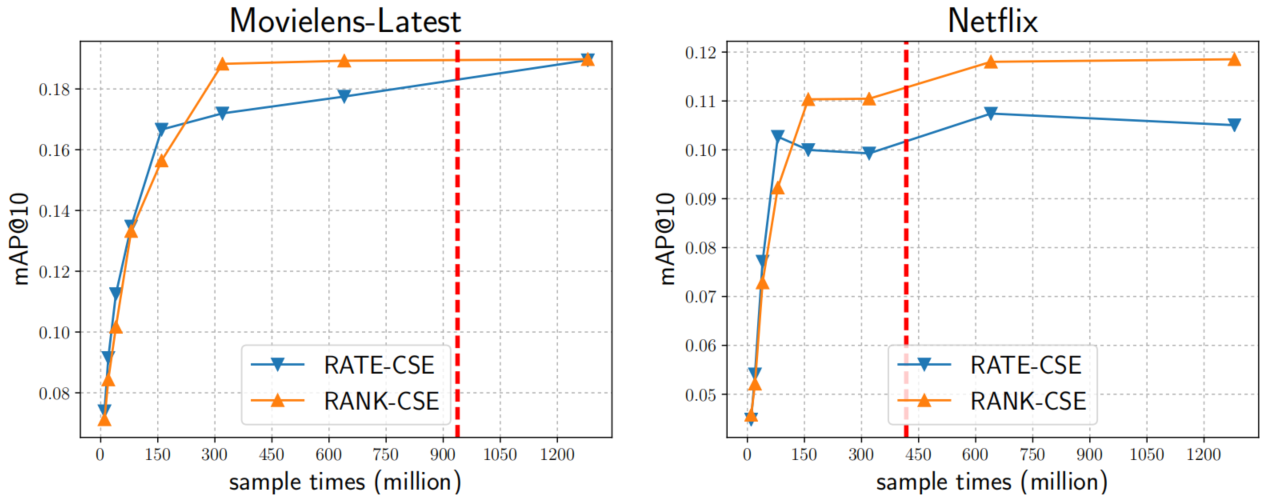 Movielens-Latest
mAP@10
0.18
0.16
0.14
0.12
0.10
0.08
RATE-CSE
RANK-CSE
0 150 300 450 600 750 900 1050 1200
sample times (million)
Netflix
mAP@10
0.12
0.11
0.10
0.09
0.08
0.07
0.06
0.05
RATE-CSE
RANK-CSE
0 150 300 450 600 750 900 1050 1200
sample times (million)